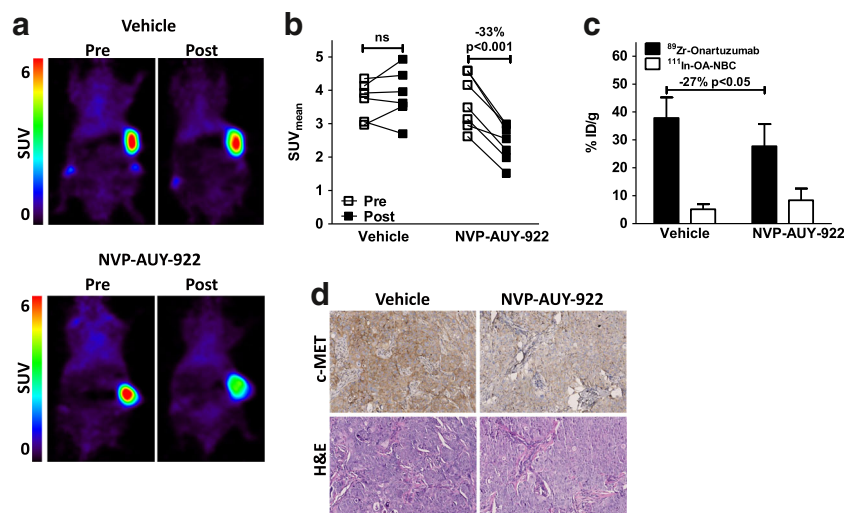 a
Vehicle
Pre Post
6
SUV
0
NVP-AUY-922
Pre Post
6
SUV
0
b
ns
-33%
p<0.001
5
4
3
2
1
0
SUVmean
Pre
Post
Vehicle NVP-AUY-922
c
89Zr-Onartuzumab
111In-OA-NBC
-27% p<0.05
60
50
40
30
20
10
0
% ID/g
Vehicle NVP-AUY-922
d
Vehicle NVP-AUY-922
c-MET
H&E